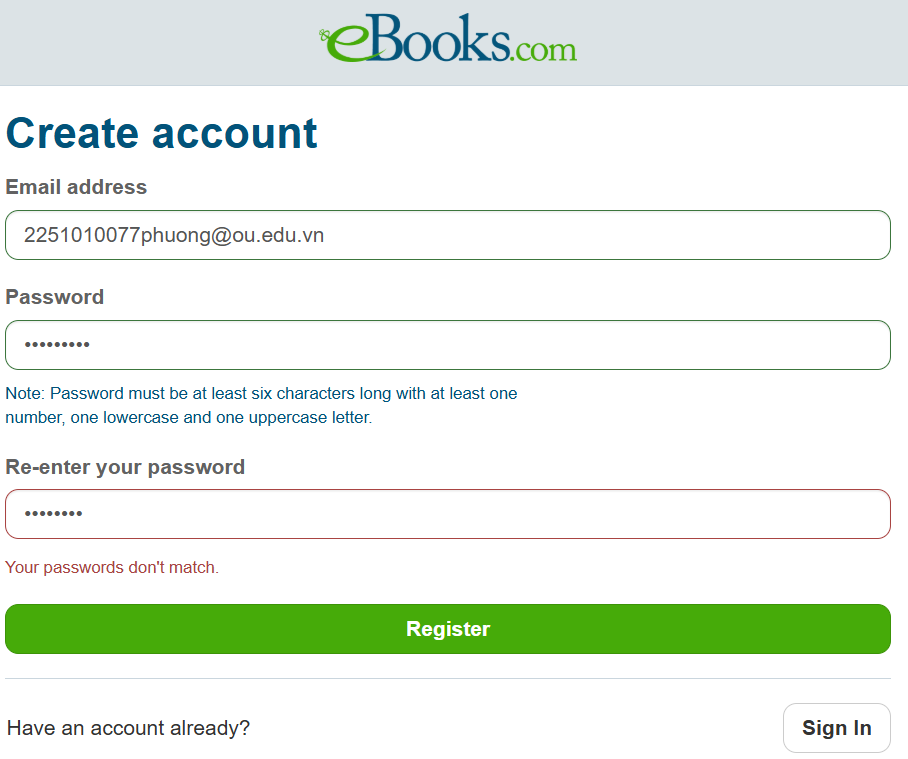 eBooks.com
Create account
Email address
2251010077phuong@ou.edu.vn
Password
•••••••••
Note: Password must be at least six characters long with at least one
number, one lowercase and one uppercase letter.
Re-enter your password
••••••••
Your passwords don't match.
Register
Have an account already?
Sign In